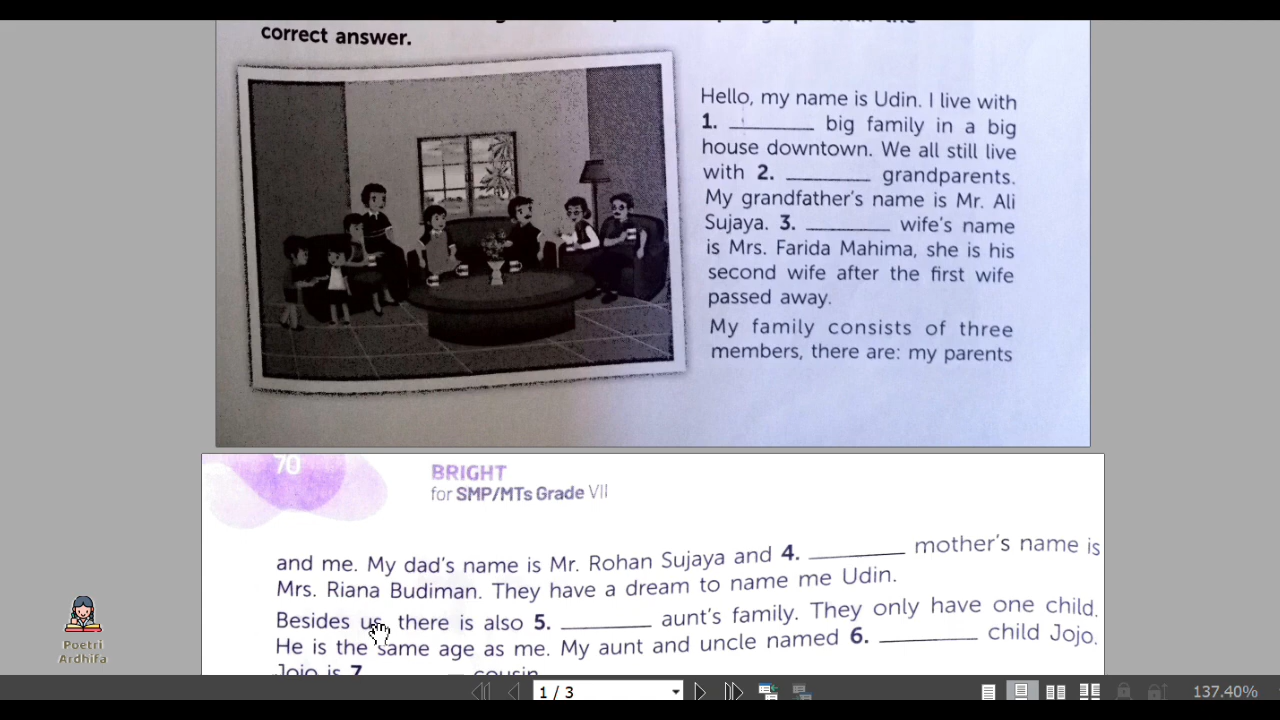 correct answer.
Hello, my name is Udin. I live with
1. ________ big family in a big
house downtown. We all still live
with 2. ________ grandparents.
My grandfather's name is Mr. Ali
Sujaya. 3. ________ wife's name
is Mrs. Farida Mahima, she is his
second wife after the first wife
passed away.
My family consists of three
members, there are: my parents
70
BRIGHT
for SMP/MTs Grade VII
and me. My dad's name is Mr. Rohan Sujaya and 4. ________ mother's name is
Mrs. Riana Budiman. They have a dream to name me Udin.
Besides us, there is also 5. ________ aunt's family. They only have one child.
He is the same age as me. My aunt and uncle named 6. ________ child Jojo.
Jojo is 7. ________ cousin
Poetri
Ardhifa
1 / 3
137.40%